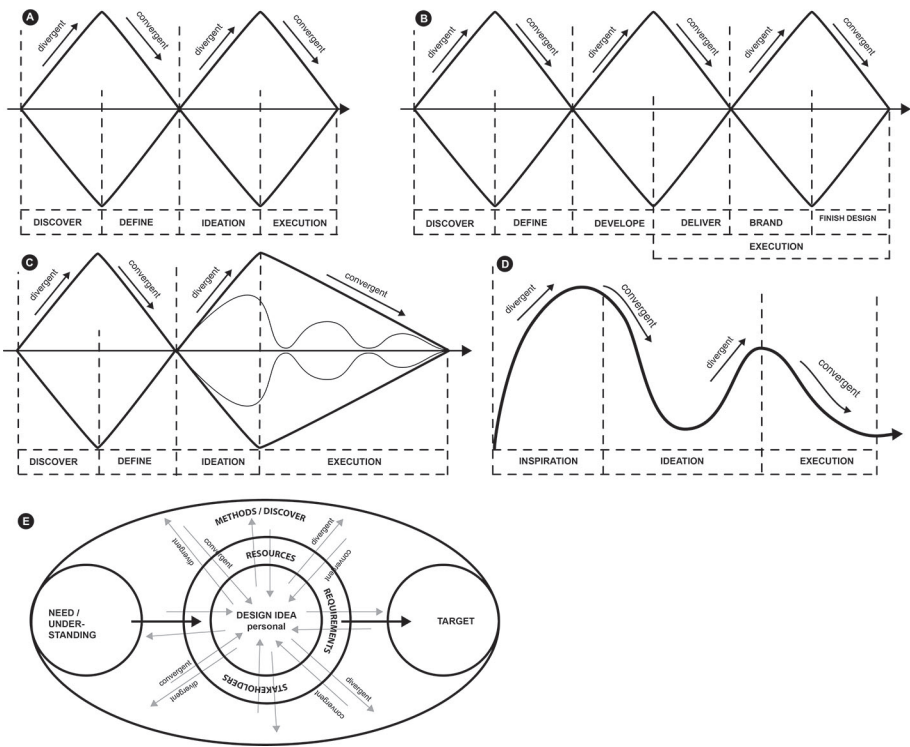 A
divergent
convergent
divergent
convergent
DISCOVER
DEFINE
IDEATION
EXECUTION
B
divergent
convergent
divergent
convergent
divergent
convergent
DISCOVER
DEFINE
DEVELOPE
DELIVER
BRAND
FINISH DESIGN
EXECUTION
C
divergent
convergent
divergent
convergent
DISCOVER
DEFINE
IDEATION
EXECUTION
D
divergent
convergent
divergent
convergent
INSPIRATION
IDEATION
EXECUTION
E
METHODS / DISCOVER
divergent
convergent
divergent
convergent
RESOURCES
REQUIREMENTS
STAKEHOLDERS
NEED /
UNDER-
STANDING
DESIGN IDEA
personal
TARGET
convergent
divergent
divergent
convergent